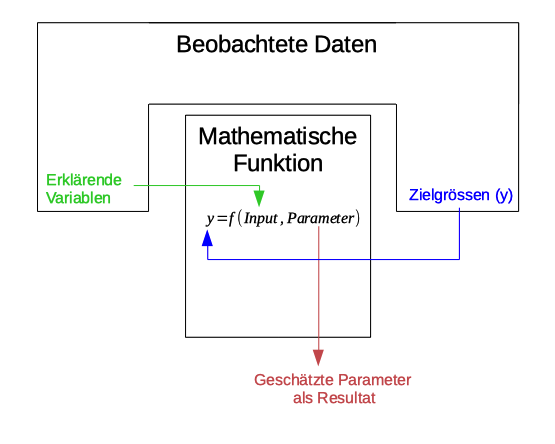 Beobachtete Daten
Mathematische
Funktion
Erklärende
Variablen
Zielgrössen (y)
y=f(Input, Parameter)
Geschätzte Parameter
als Resultat